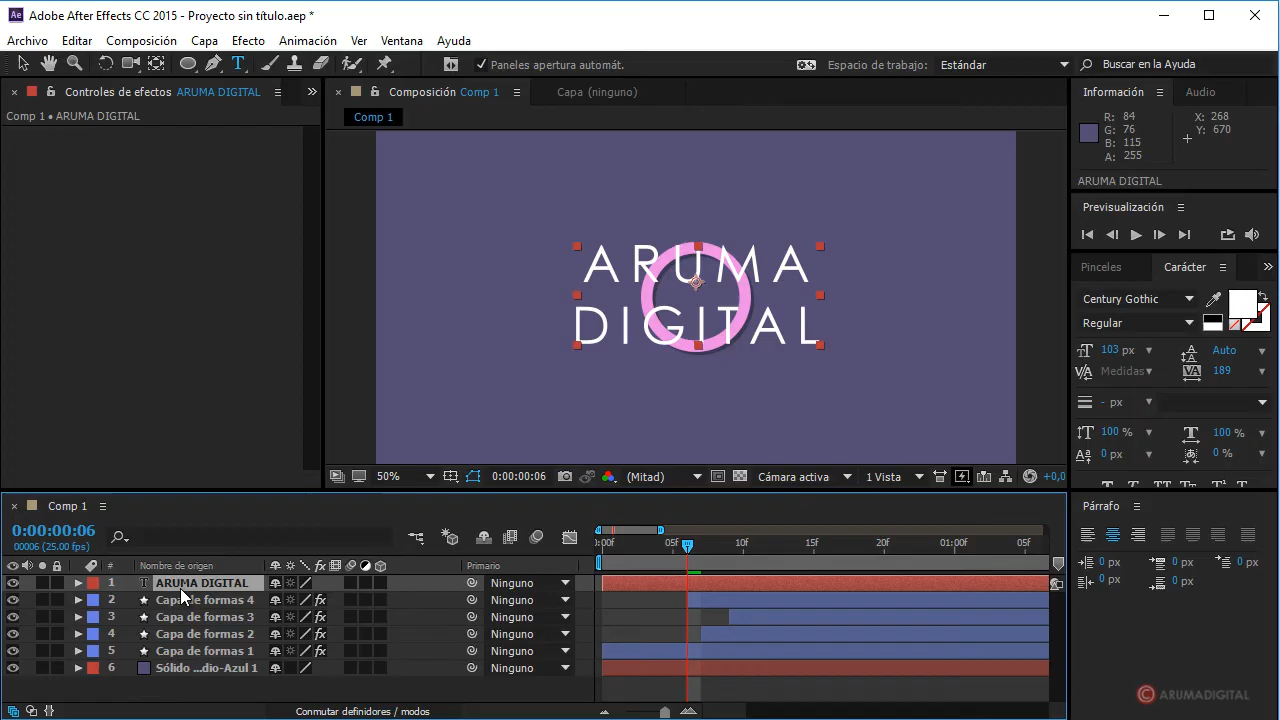 Adobe After Effects CC 2015 - Proyecto sin título.aep *
Archivo Editar Composición Capa Efecto Animación Ver Ventana Ayuda
Paneles apertura automát. Espacio de trabajo: Estándar Buscar en la Ayuda
Controles de efectos ARUMA DIGITAL
Composición Comp 1
Capa (ninguno)
Información Audio
Comp 1 • ARUMA DIGITAL
Comp 1
R: 84
G: 76
B: 115
A: 255
X: 268
Y: 670
ARUMA DIGITAL
Previsualización
Pinceles Carácter
Century Gothic
Regular
103 px Auto
Medidas 189
- px
100 % 100 %
0 px 0 %
ARUMA
DIGITAL
50% 0:00:00:06 (Mitad) Cámara activa 1 Vista +0,0
Comp 1
0:00:00:06
00006 (25.00 fps)
# Nombre de origen Primario
:00f 05f 10f 15f 20f 01:00f 05f
1 T ARUMA DIGITAL Ninguno
2 Capa de formas 4 fx Ninguno
3 Capa de formas 3 fx Ninguno
4 Capa de formas 2 fx Ninguno
5 Capa de formas 1 fx Ninguno
6 Sólido ...dio-Azul 1 Ninguno
Conmutar definidores / modos
Párrafo
0 px 0 px 0 px
0 px 0 px
© ARUMADIGITAL